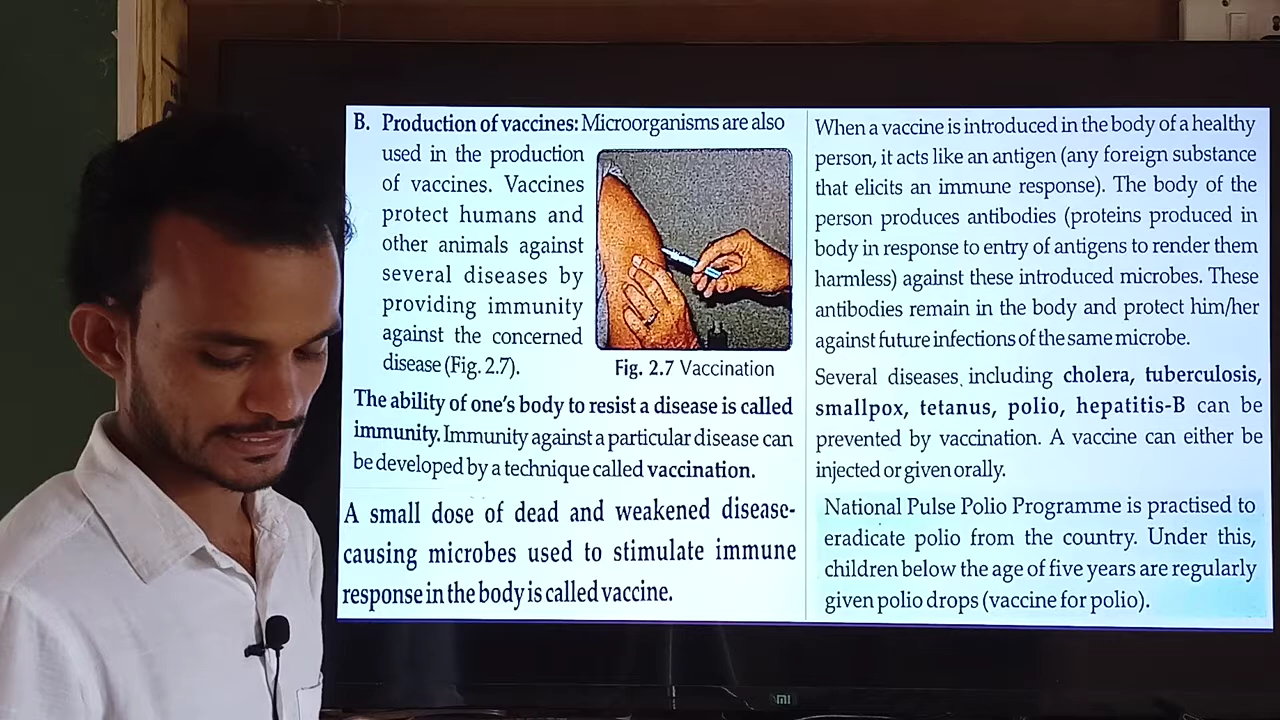 B. Production of vaccines: Microorganisms are also
used in the production
of vaccines. Vaccines
protect humans and
other animals against
several diseases by
providing immunity
against the concerned
disease (Fig. 2.7).
Fig. 2.7 Vaccination
The ability of one's body to resist a disease is called
immunity. Immunity against a particular disease can
be developed by a technique called vaccination.
A small dose of dead and weakened disease-
causing microbes used to stimulate immune
response in the body is called vaccine.
When a vaccine is introduced in the body of a healthy
person, it acts like an antigen (any foreign substance
that elicits an immune response). The body of the
person produces antibodies (proteins produced in
body in response to entry of antigens to render them
harmless) against these introduced microbes. These
antibodies remain in the body and protect him/her
against future infections of the same microbe.
Several diseases including cholera, tuberculosis,
smallpox, tetanus, polio, hepatitis-B can be
prevented by vaccination. A vaccine can either be
injected or given orally.
National Pulse Polio Programme is practised to
eradicate polio from the country. Under this,
children below the age of five years are regularly
given polio drops (vaccine for polio).
mi